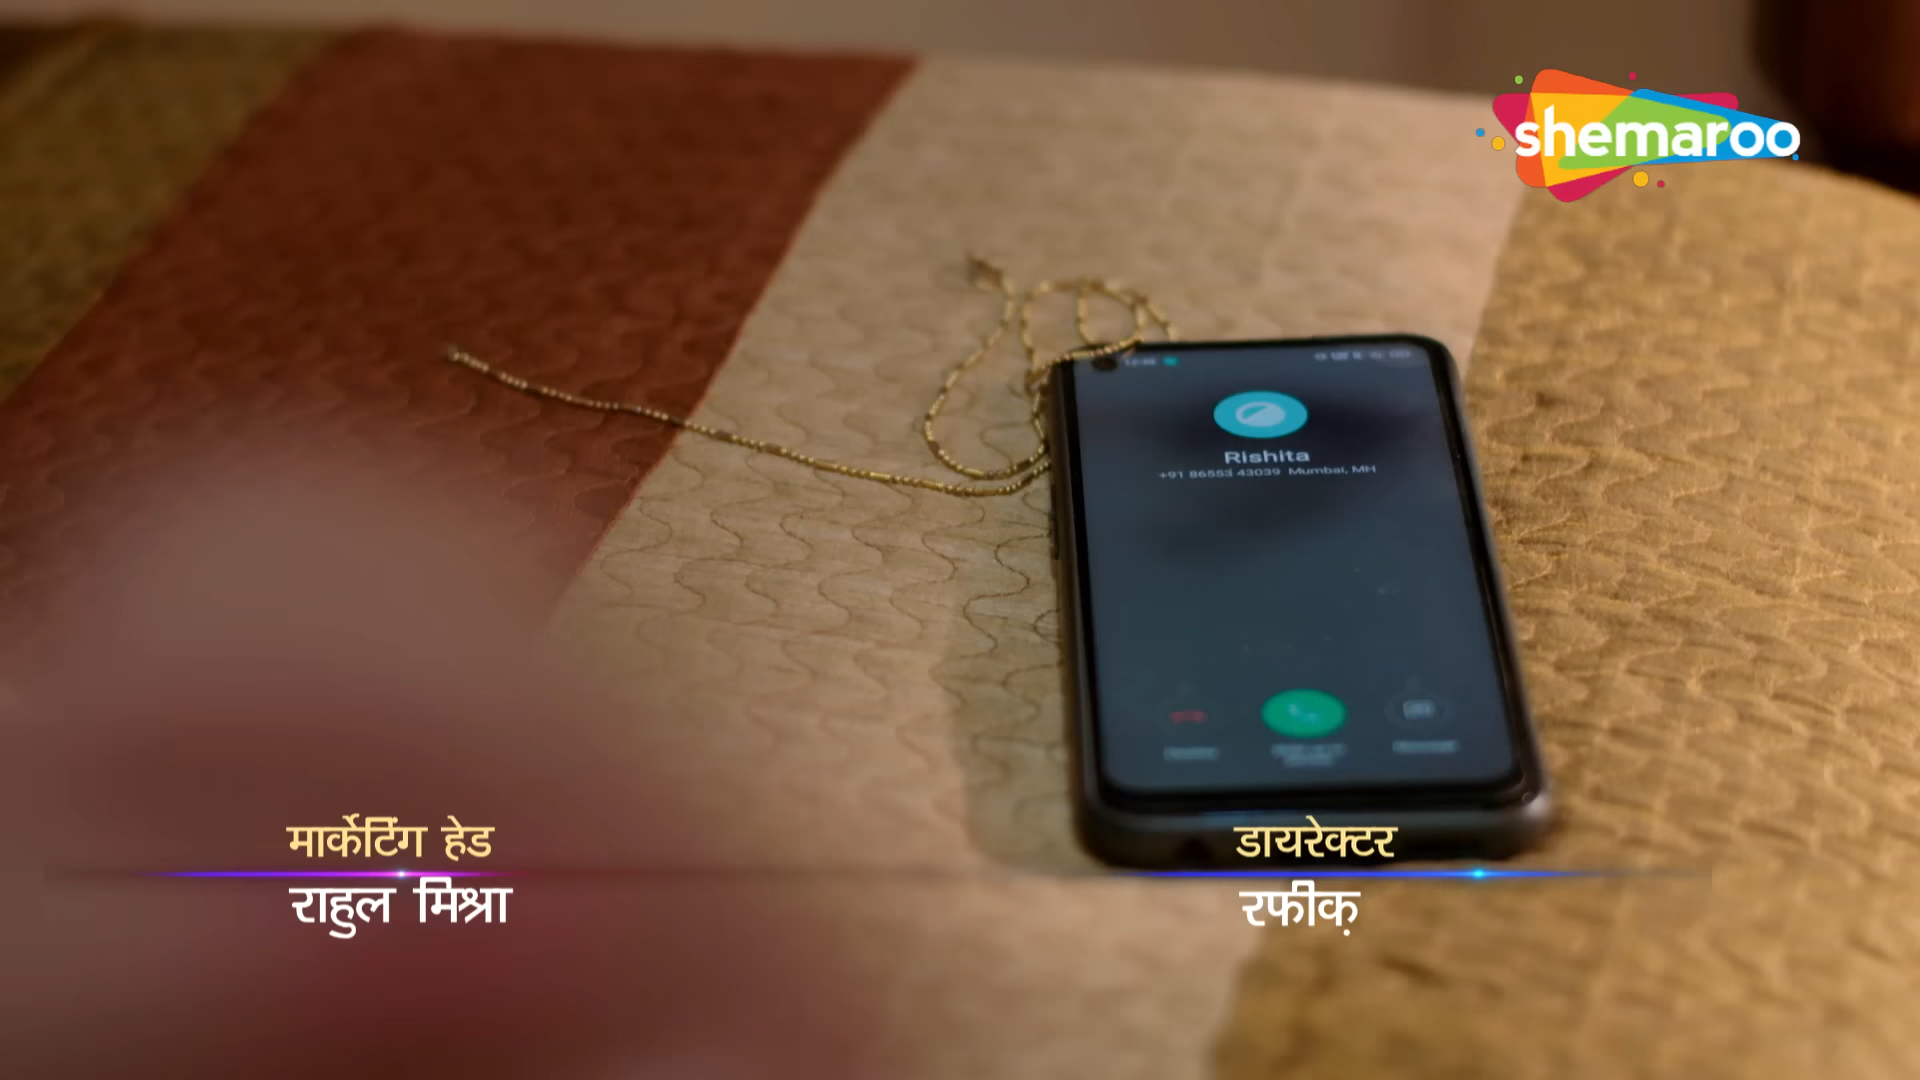 shemaroo
Rishita
+91 86553 43039 Mumbai, MH
मार्केटिंग हेड
राहुल मिश्रा
डायरेक्टर
रफीक़